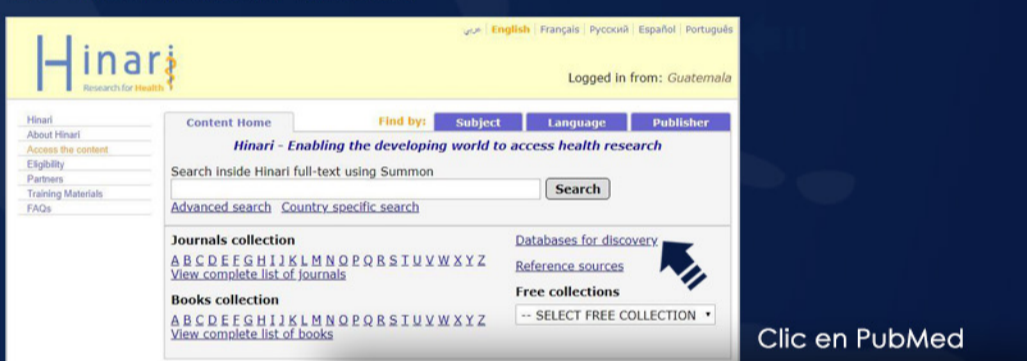 عربي | English | Français | Русский | Español | Português
Hinari
Research for Health
Logged in from: Guatemala
Hinari
About Hinari
Access the content
Eligibility
Partners
Training Materials
FAQs
Content Home Find by: Subject Language Publisher
Hinari - Enabling the developing world to access health research
Search inside Hinari full-text using Summon
Search
Advanced search Country specific search
Journals collection
A B C D E F G H I J K L M N O P Q R S T U V W X Y Z
View complete list of journals
Books collection
A B C D E F G H I J K L M N O P Q R S T U V W X Y Z
View complete list of books
Databases for discovery
Reference sources
Free collections
-- SELECT FREE COLLECTION
Clic en PubMed